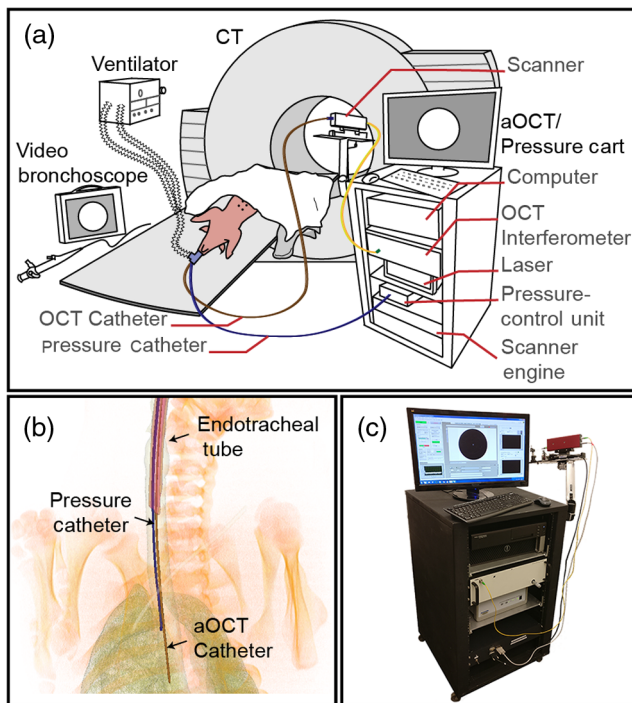 (a)
CT
Ventilator
Video
bronchoscope
Scanner
aOCT/
Pressure cart
Computer
OCT
Interferometer
Laser
Pressure-
control unit
Scanner
engine
OCT Catheter
Pressure Catheter
(b)
Endotracheal
tube
Pressure
catheter
aOCT
Catheter
(c)